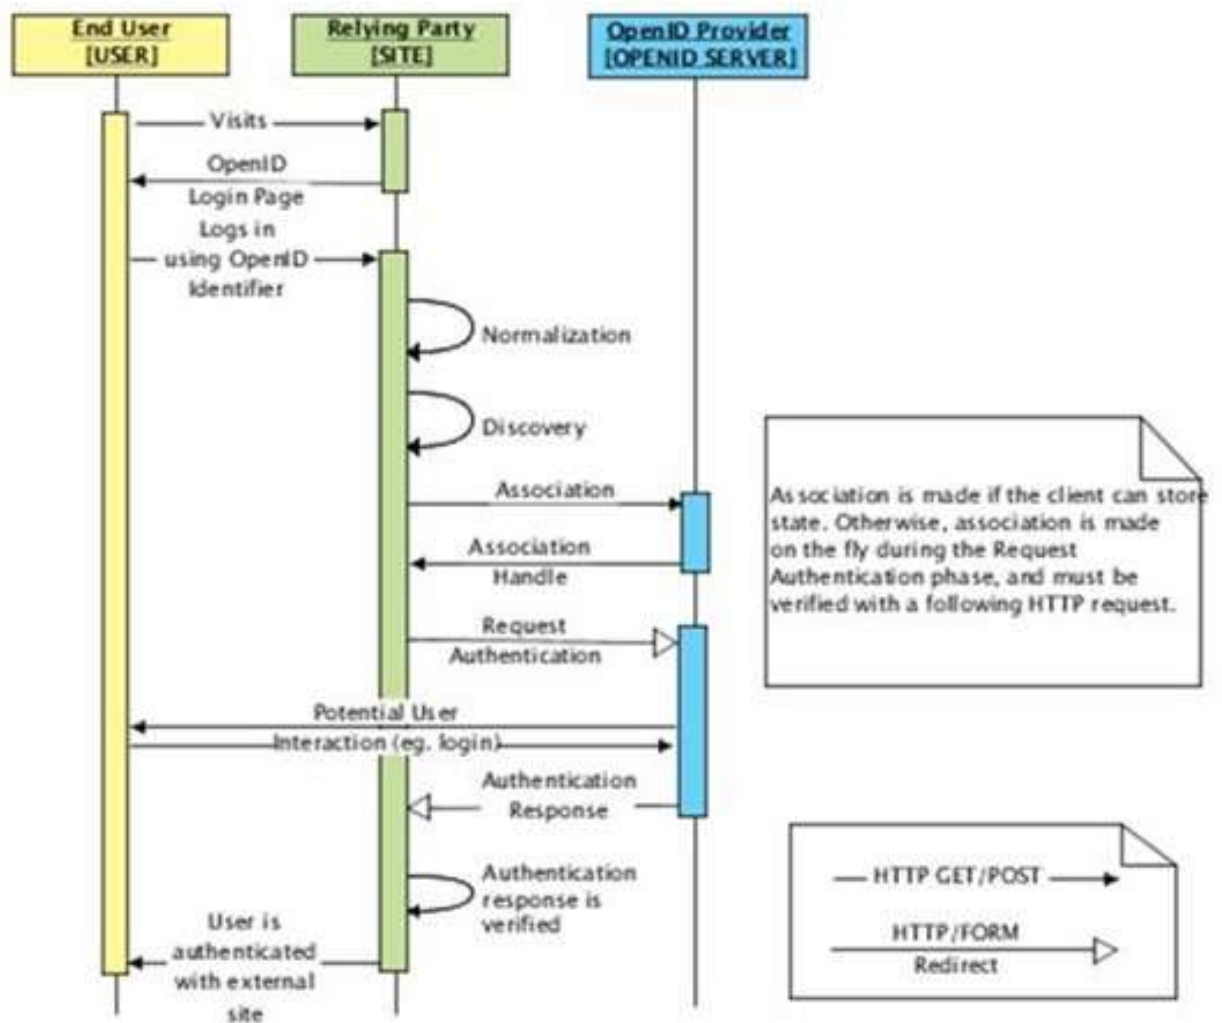 End User
[USER]
Relying Party
[SITE]
OpenID Provider
[OPENID SERVER]
Visits
OpenID
Login Page
Logs in
using OpenID
Identifier
Normalization
Discovery
Association
Association
Handle
Request
Authentication
Potential User
Interaction (eg. login)
Authentication
Response
Authentication
response is
verified
User is
authenticated
with external
site
Association is made if the client can store
state. Otherwise, association is made
on the fly during the Request
Authentication phase, and must be
verified with a following HTTP request.
HTTP GET/POST
HTTP/FORM
Redirect